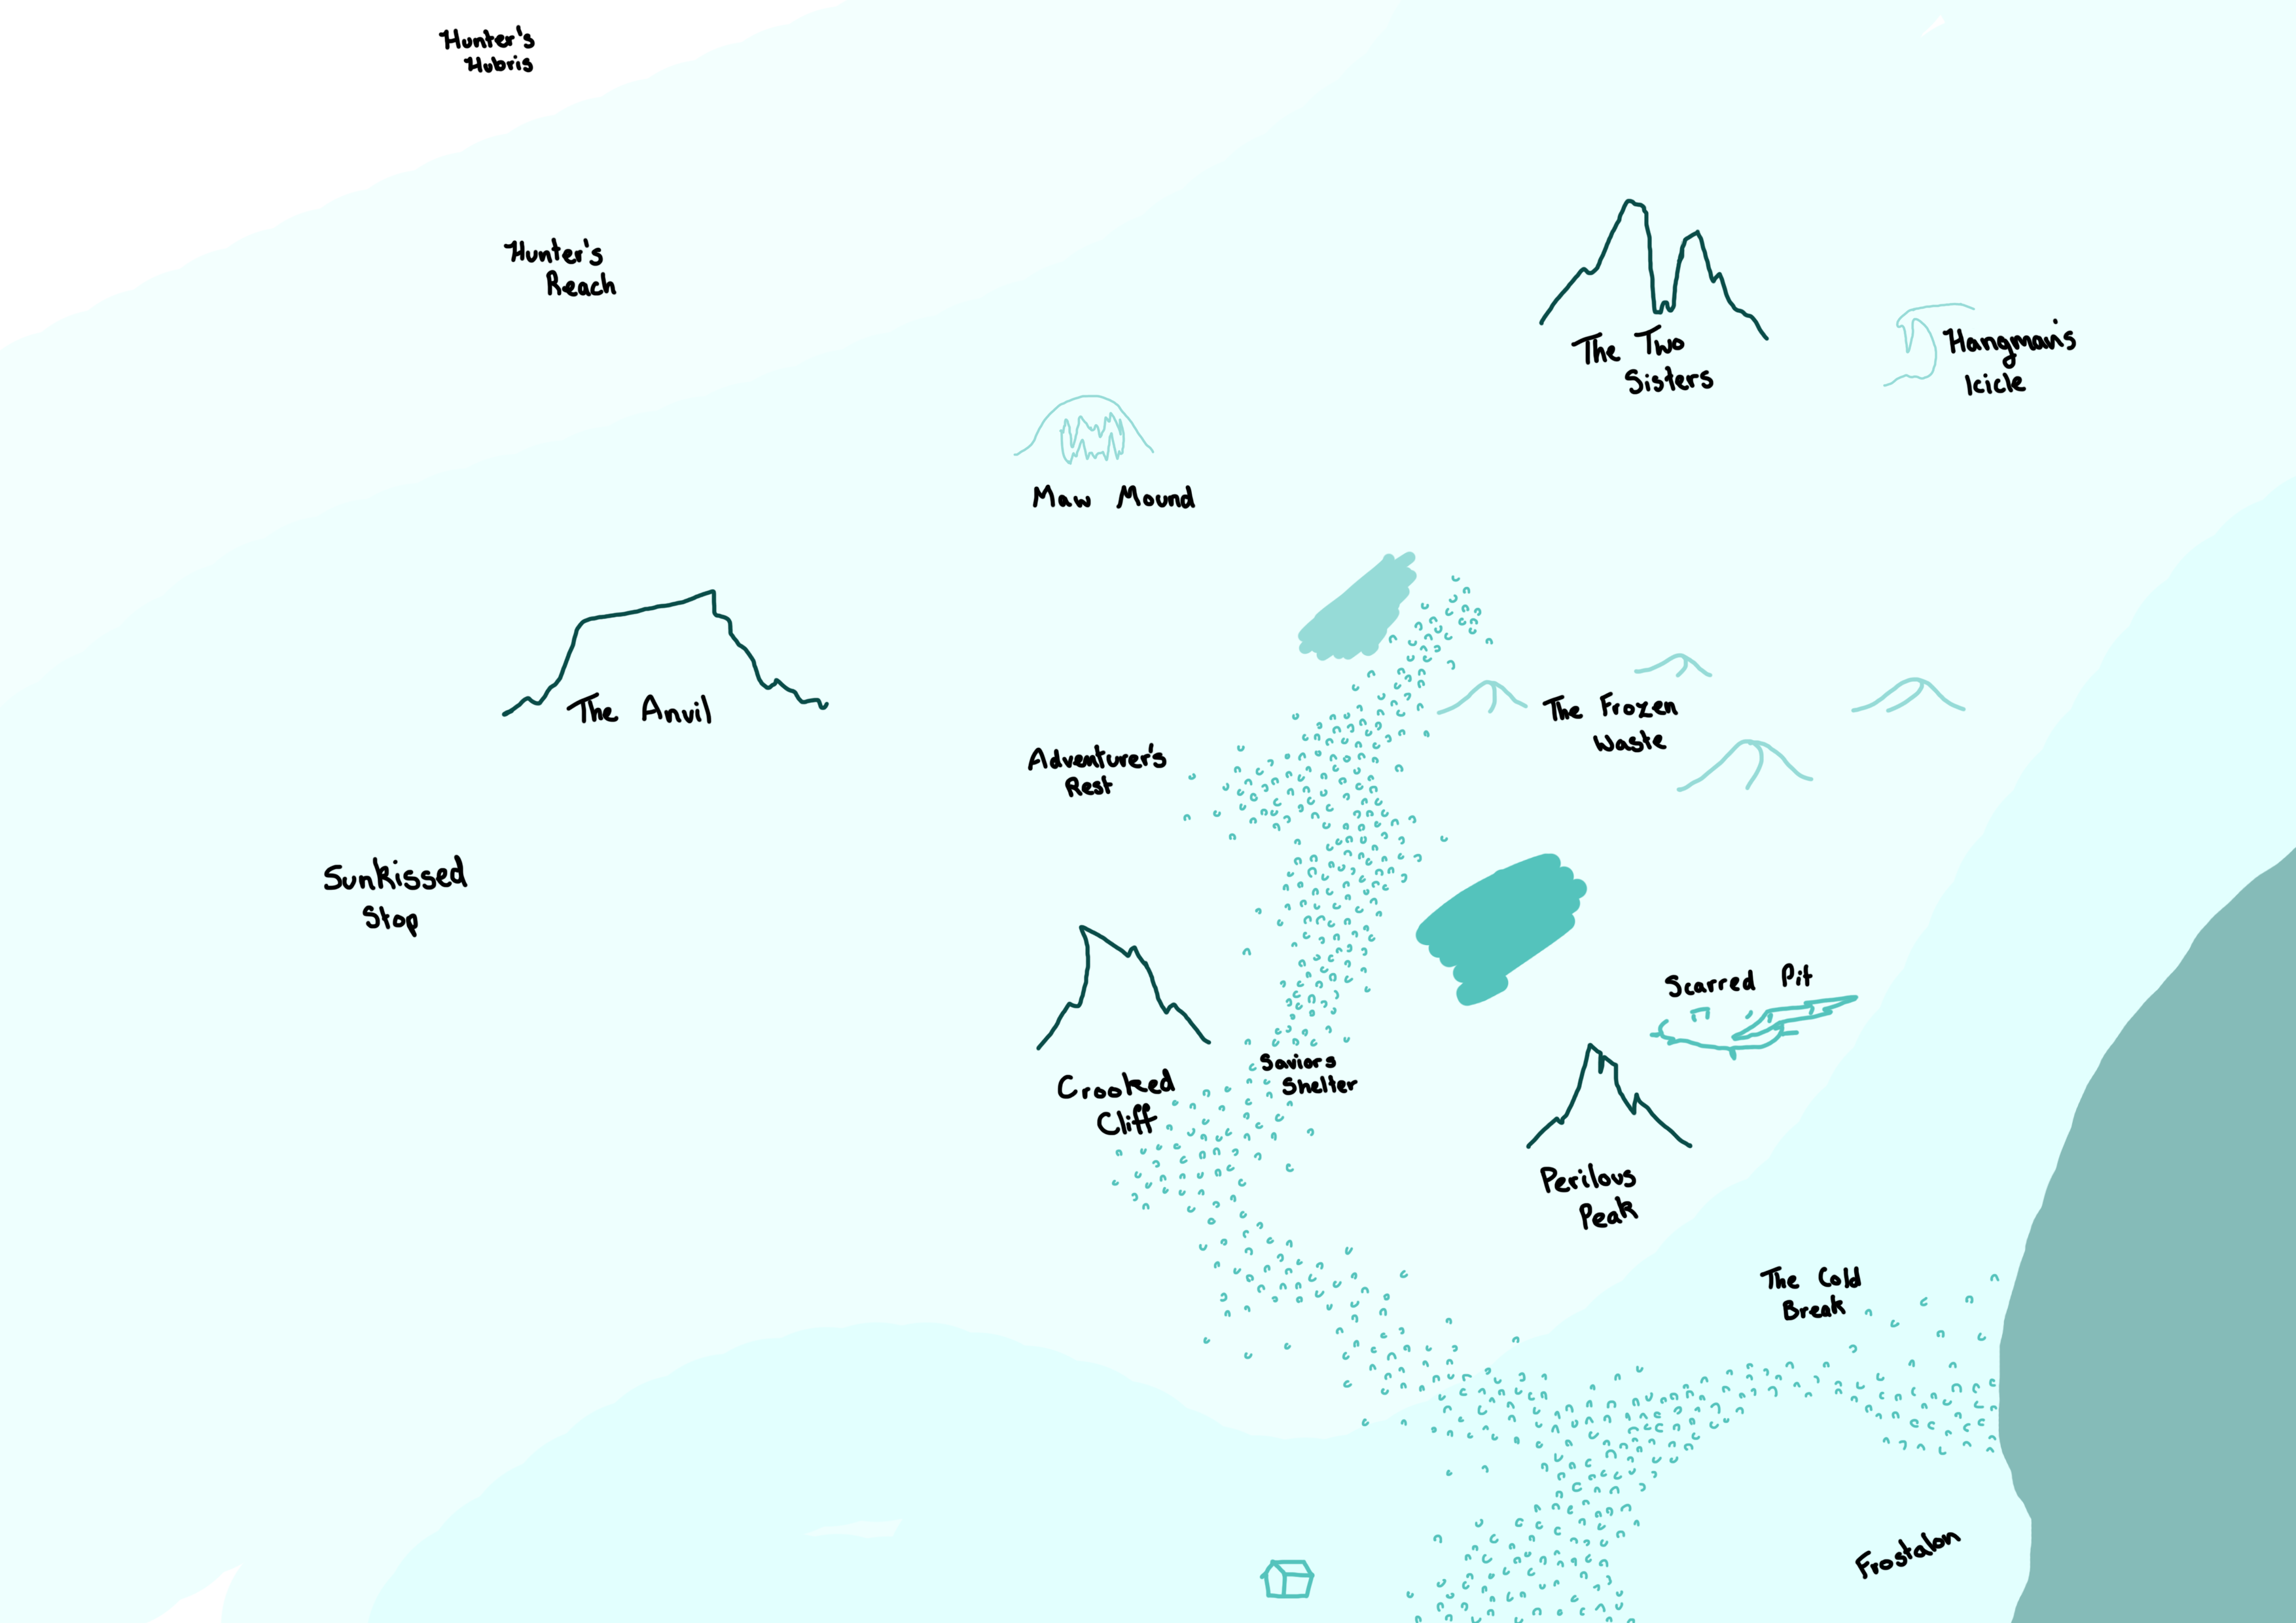 Hunter's
Hubris
Hunter's
Reach
The Two
Sisters
Hangman's
Icicle
Maw Mound
The Anvil
The Frozen
Waste
Adventurer's
Rest
Sunkissed
Stop
Scarred Pit
Saviors
Shelter
Crooked
Cliff
Perilous
Peak
The Cold
Break
Frostalon